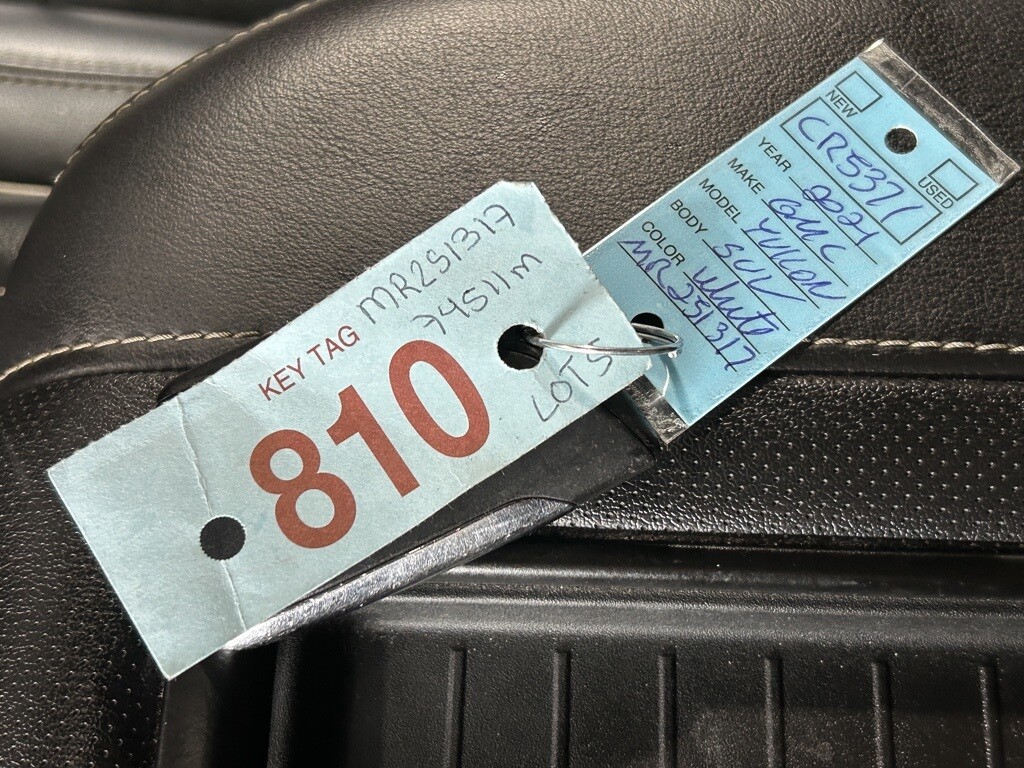 MR251317
74511M
KEY TAG
810
LOT 5
NEW
USED
CR5371
YEAR 2021
MAKE GMC
MODEL YUKON
BODY SUV
COLOR White
MR251317